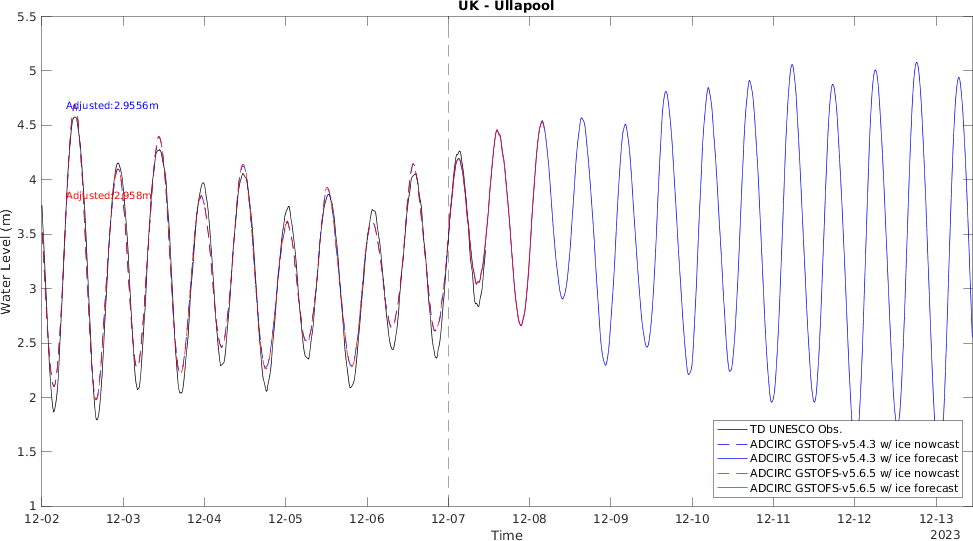 UK - Ullapool
5.5
5
4.5
4
3.5
3
2.5
2
1.5
1
Water Level (m)
Adjusted:2.9556m
Adjusted:2.958m
TD UNESCO Obs.
ADCIRC GSTOFS-v5.4.3 w/ ice nowcast
ADCIRC GSTOFS-v5.4.3 w/ ice forecast
ADCIRC GSTOFS-v5.6.5 w/ ice nowcast
ADCIRC GSTOFS-v5.6.5 w/ ice forecast
12-02 12-03 12-04 12-05 12-06 12-07 12-08 12-09 12-10 12-11 12-12 12-13
Time
2023